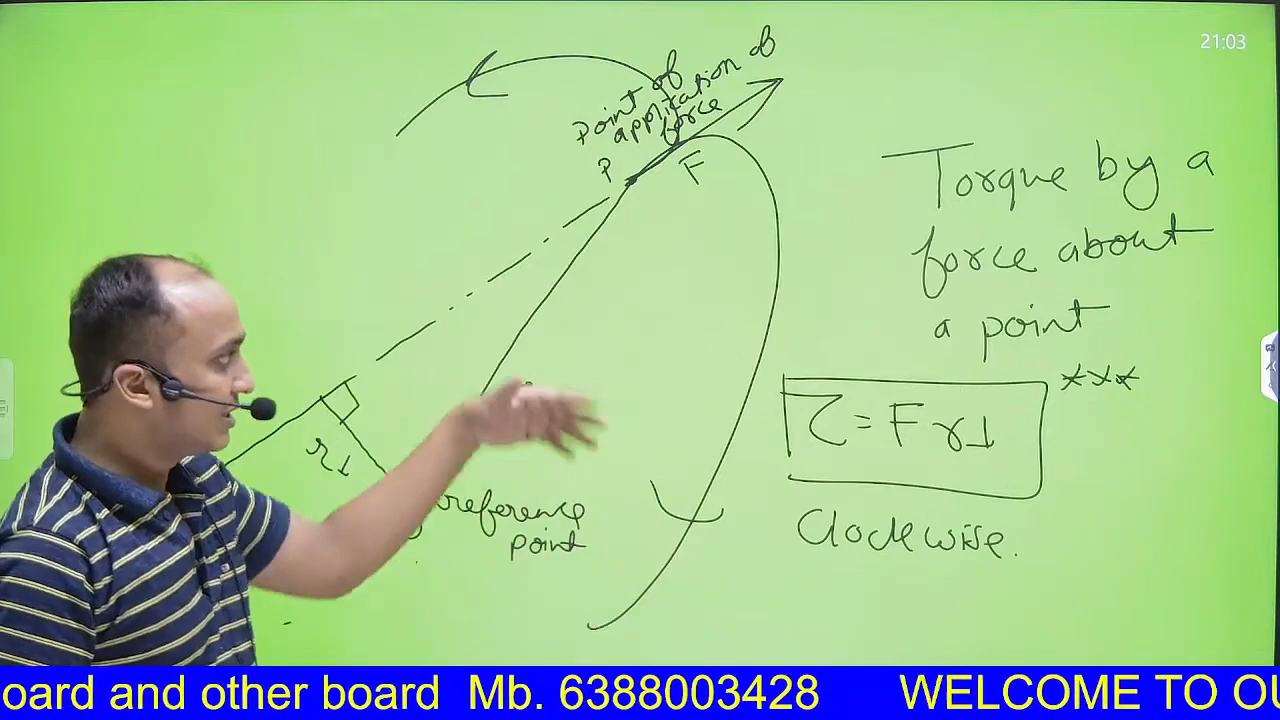 21:03
Point of
application of
force
P
F
Torque by a
force about
a point
τ = F r⊥
***
r⊥
reference
point
Clockwise.
oard and other board Mb. 6388003428 WELCOME TO OU